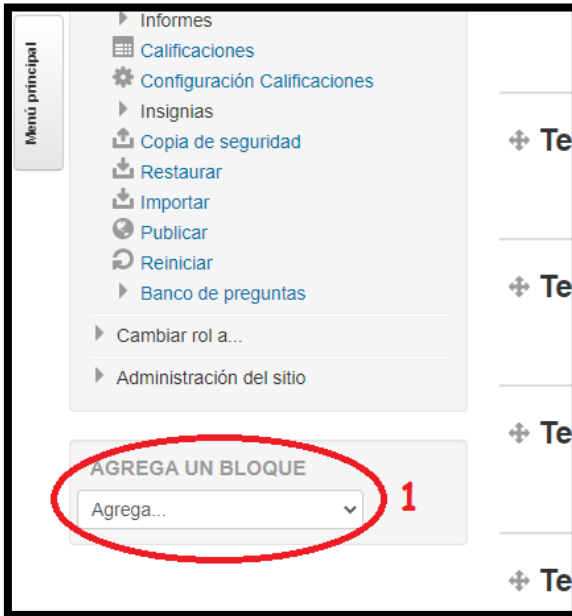 Menú principal
Informes
Calificaciones
Configuración Calificaciones
Insignias
Copia de seguridad
Restaurar
Importar
Publicar
Reiniciar
Banco de preguntas
Cambiar rol a...
Administración del sitio
AGREGA UN BLOQUE
Agrega...
1
Te
Te
Te
Te